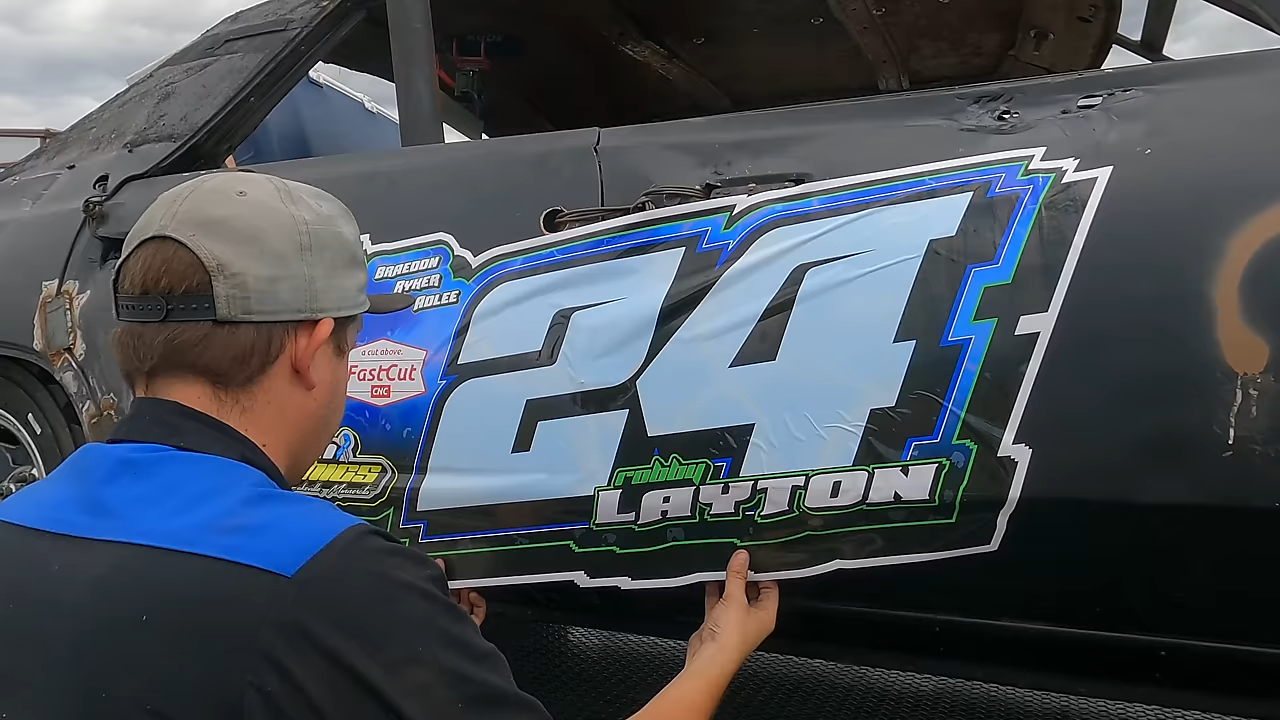 BRAEDON
RYKER
ADLEE
a cut above.
FastCut
CNC
24
robby
LAYTON